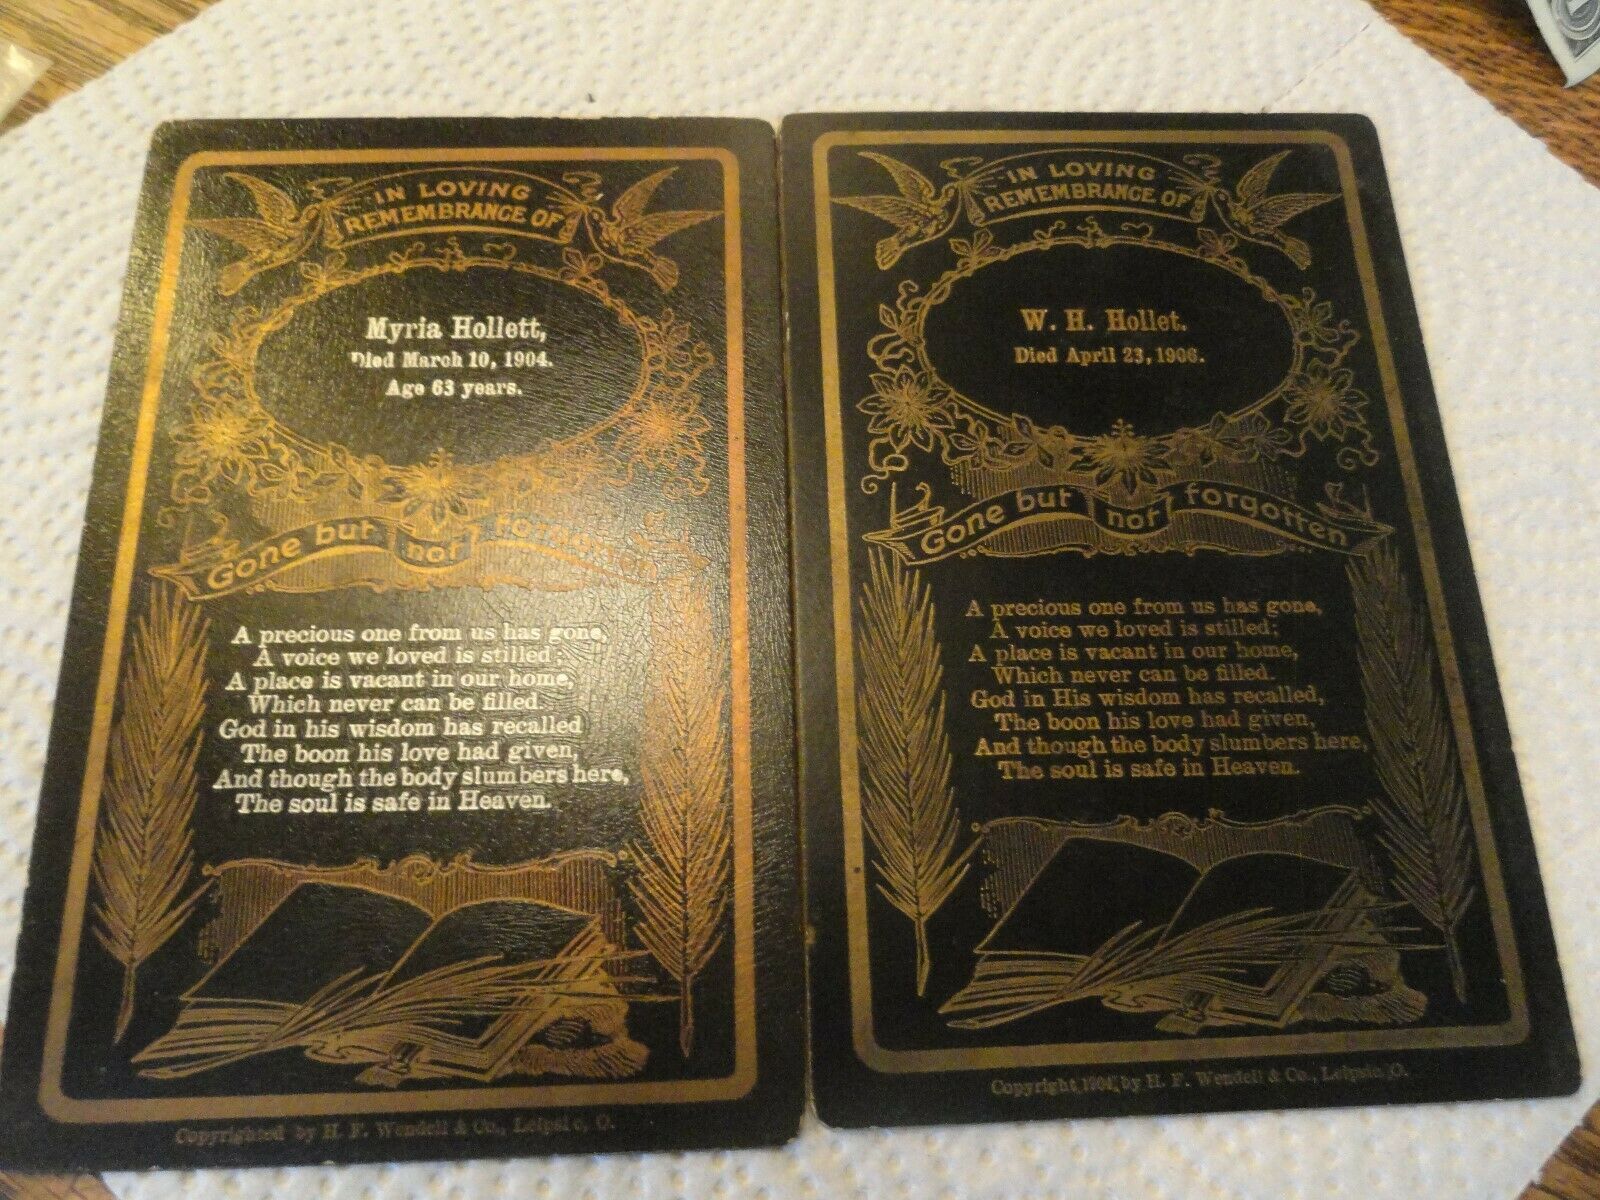 IN LOVING
REMEMBRANCE OF
Myria Hollett,
Died March 10, 1904.
Age 63 years.
Gone but not forgotten
A precious one from us has gone,
A voice we loved is stilled;
A place is vacant in our home,
Which never can be filled.
God in his wisdom has recalled
The boon his love had given,
And though the body slumbers here,
The soul is safe in Heaven.
Copyrighted by H. F. Wendell & Co., Leipsic, O.
IN LOVING
REMEMBRANCE OF
W. H. Hollet.
Died April 23, 1906.
Gone but not forgotten
A precious one from us has gone,
A voice we loved is stilled;
A place is vacant in our home,
Which never can be filled.
God in His wisdom has recalled,
The boon his love had given,
And though the body slumbers here,
The soul is safe in Heaven.
Copyright, 1904, by H. F. Wendell & Co., Leipsic, O.